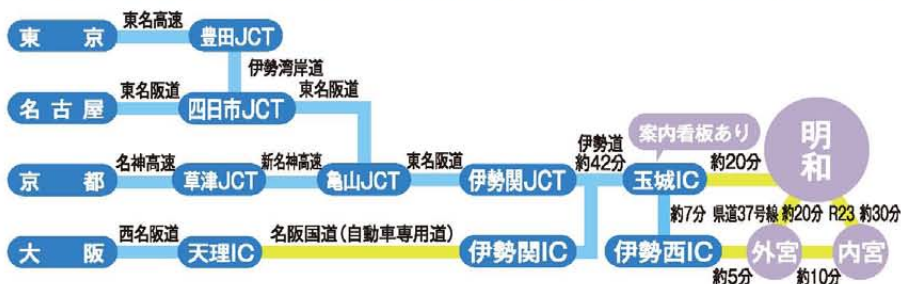 東京 東名高速 豊田JCT
伊勢湾岸道
名古屋 東名阪道 四日市JCT 東名阪道
案内看板あり
明和
京都 名神高速 草津JCT 新名神高速 亀山JCT 東名阪道 伊勢関JCT 伊勢道 約42分 玉城IC 約20分
約7分 県道37号線 約20分 R23 約30分
大阪 西名阪道 天理IC 名阪国道(自動車専用道) 伊勢関IC 伊勢西IC 約5分 外宮 約10分 内宮